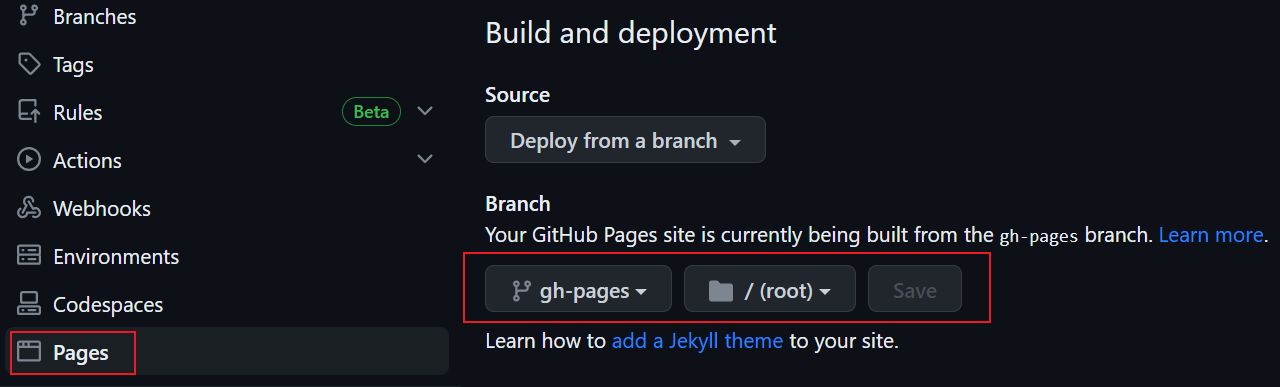 Branches
Tags
Rules Beta
Actions
Webhooks
Environments
Codespaces
Pages
Build and deployment
Source
Deploy from a branch
Branch
Your GitHub Pages site is currently being built from the gh-pages branch. Learn more.
gh-pages / (root) Save
Learn how to add a Jekyll theme to your site.